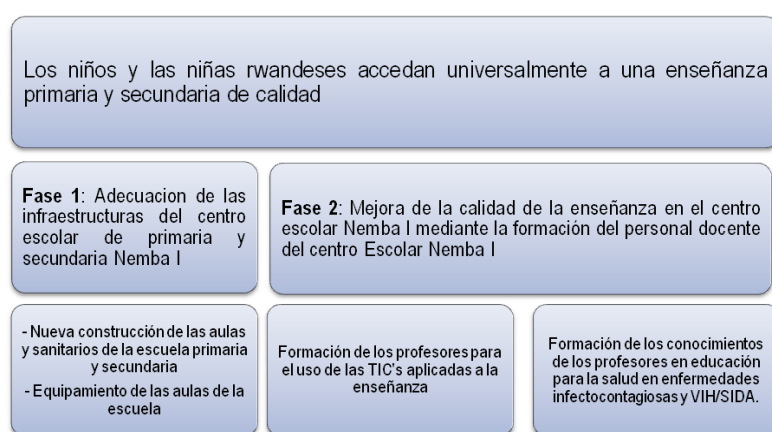 Los niños y las niñas rwandeses accedan universalmente a una enseñanza
primaria y secundaria de calidad
Fase 1: Adecuacion de las
infraestructuras del centro
escolar de primaria y
secundaria Nemba I
Fase 2: Mejora de la calidad de la enseñanza en el centro
escolar Nemba I mediante la formación del personal docente
del centro Escolar Nemba I
- Nueva construcción de las aulas
y sanitarios de la escuela primaria
y secundaria
- Equipamiento de las aulas de la
escuela
Formación de los profesores para
el uso de las TIC's aplicadas a la
enseñanza
Formación de los conocimientos
de los profesores en educación
para la salud en enfermedades
infectocontagiosas y VIH/SIDA.